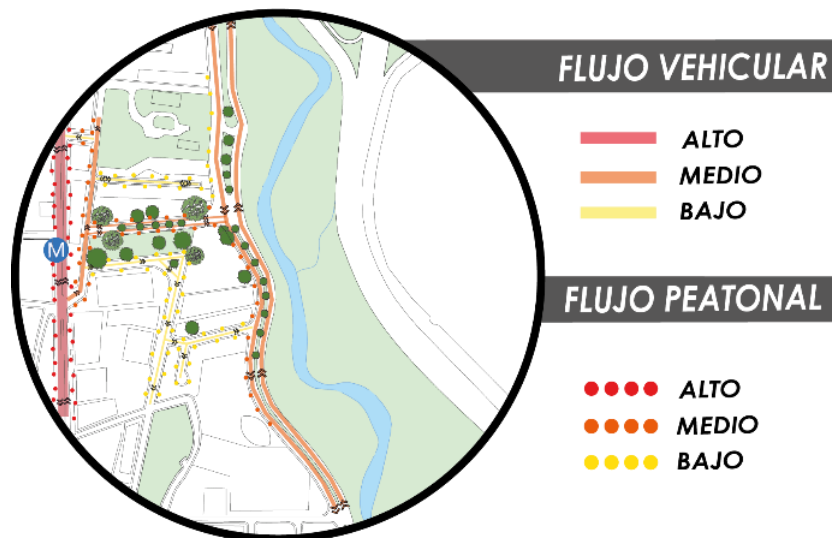 FLUJO VEHICULAR
ALTO
MEDIO
BAJO
M
FLUJO PEATONAL
ALTO
MEDIO
BAJO